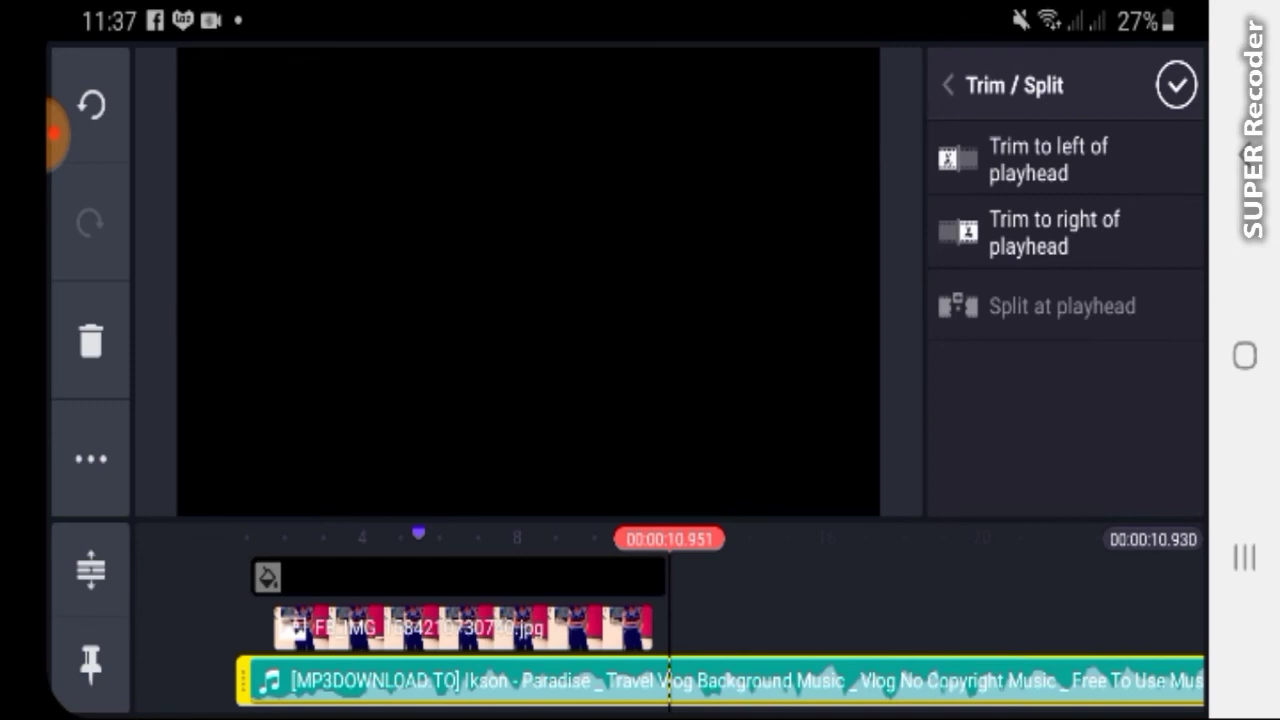 11:37
27%
SUPER Recoder
Trim / Split
Trim to left of
playhead
Trim to right of
playhead
Split at playhead
4
8
00:00:10.951
16
20
00:00:10.930
[MP3DOWNLOAD.TO] Ikson - Paradise _ Travel Vlog Background Music _ Vlog No Copyright Music _ Free To Use Mus